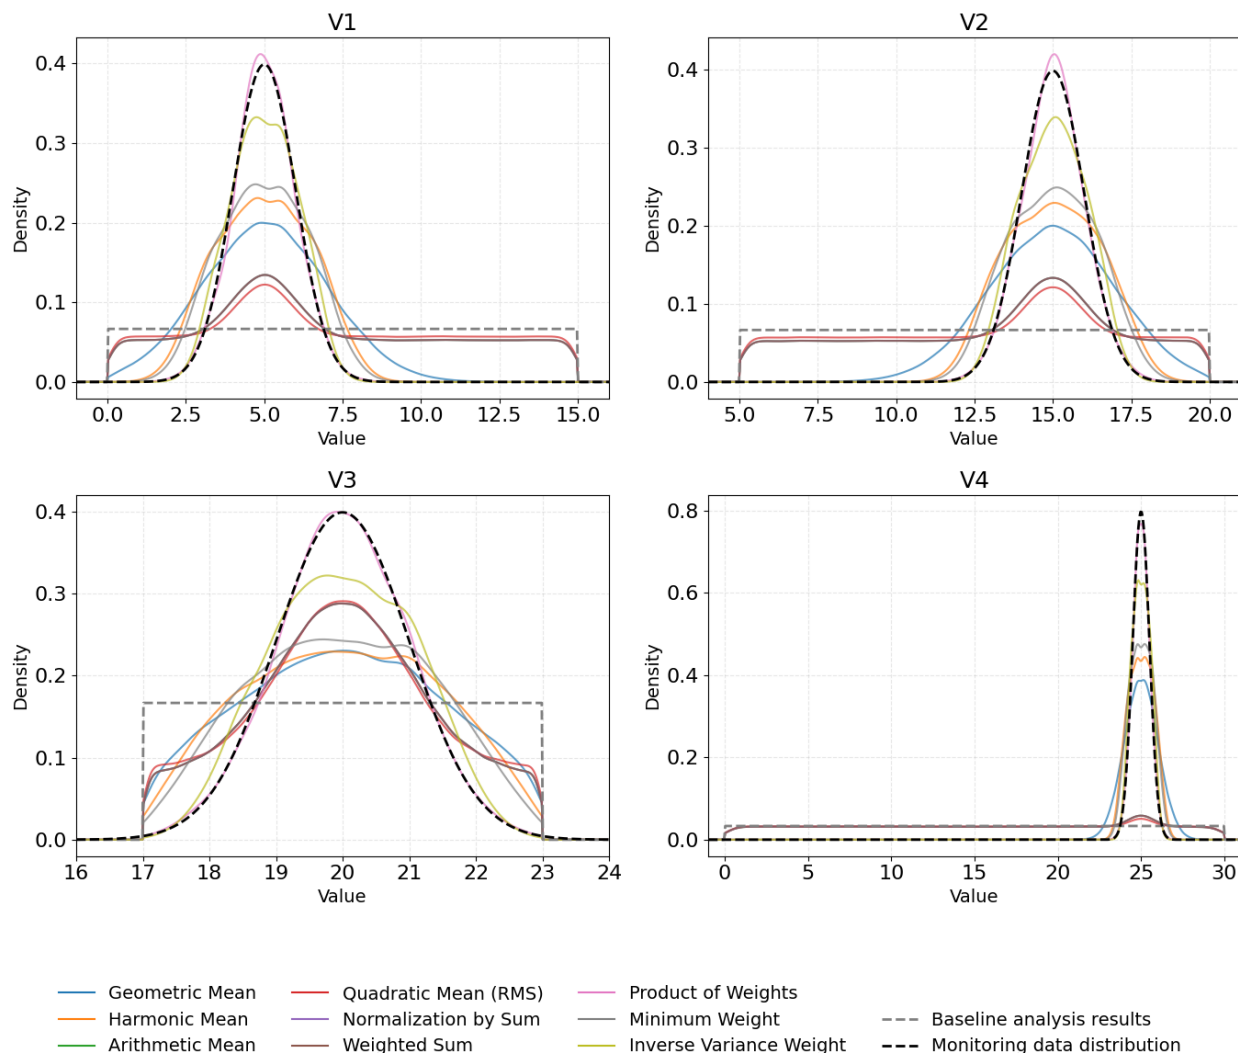 V1
V2
0.4
0.3
0.2
0.1
0.0
Density
0.0 2.5 5.0 7.5 10.0 12.5 15.0
Value
0.4
0.3
0.2
0.1
0.0
Density
5.0 7.5 10.0 12.5 15.0 17.5 20.0
Value
V3
V4
0.4
0.3
0.2
0.1
0.0
Density
16 17 18 19 20 21 22 23 24
Value
0.8
0.6
0.4
0.2
0.0
Density
0 5 10 15 20 25 30
Value
Geometric Mean
Harmonic Mean
Arithmetic Mean
Quadratic Mean (RMS)
Normalization by Sum
Weighted Sum
Product of Weights
Minimum Weight
Inverse Variance Weight
Baseline analysis results
Monitoring data distribution